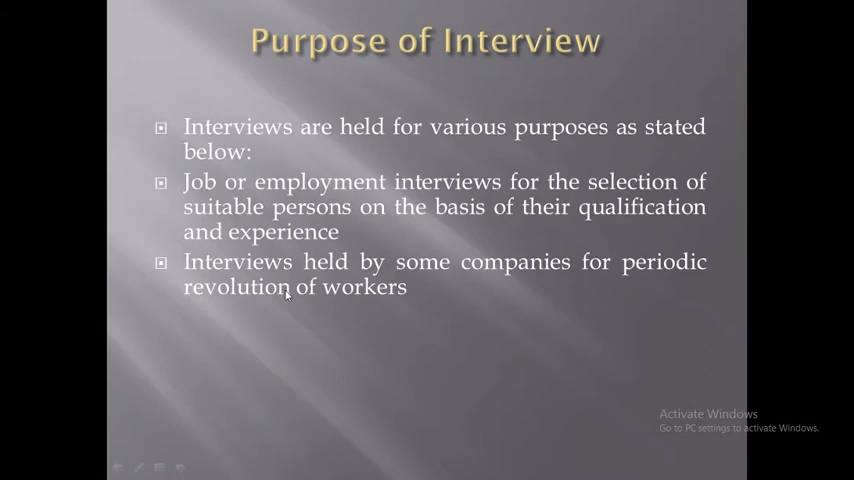 Purpose of Interview
Interviews are held for various purposes as stated
below:
Job or employment interviews for the selection of
suitable persons on the basis of their qualification
and experience
Interviews held by some companies for periodic
revolution of workers
Activate Windows
Go to PC settings to activate Windows.